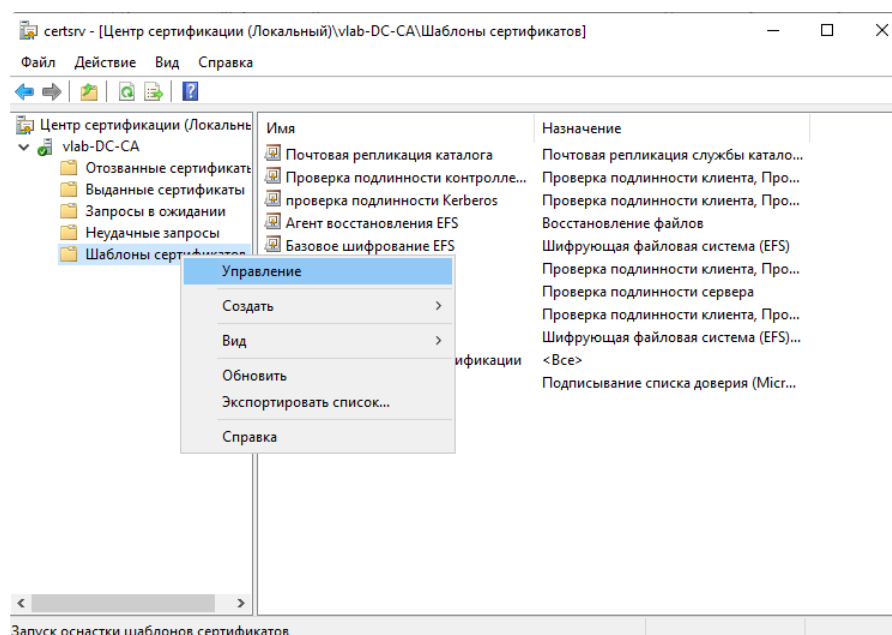 certsrv - [Центр сертификации (Локальный)\vlab-DC-CA\Шаблоны сертификатов]
Файл Действие Вид Справка
Центр сертификации (Локальнь
vlab-DC-CA
Отозванные сертификать
Выданные сертификаты
Запросы в ожидании
Неудачные запросы
Шаблоны сертификатов
Имя Назначение
Почтовая репликация каталога Почтовая репликация службы катало...
Проверка подлинности контролле... Проверка подлинности клиента, Про...
проверка подлинности Kerberos Проверка подлинности клиента, Про...
Агент восстановления EFS Восстановление файлов
Базовое шифрование EFS Шифрующая файловая система (EFS)
Проверка подлинности клиента, Про...
Проверка подлинности сервера
Проверка подлинности клиента, Про...
Шифрующая файловая система (EFS)...
ификации <Все>
Подписывание списка доверия (Micr...
Управление
Создать
Вид
Обновить
Экспортировать список...
Справка
Запуск оснастки шаблонов сертификатов